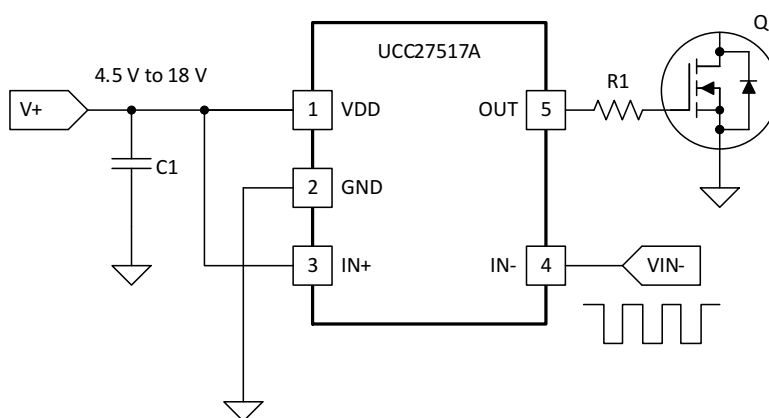 UCC27517A
Q
4.5 V to 18 V
R1
V+
1 VDD
OUT 5
C1
2 GND
3 IN+
IN- 4
VIN-